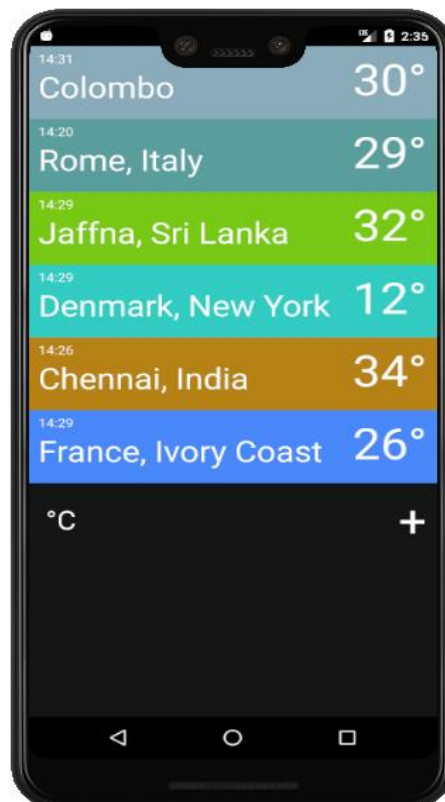 LTE 2:35
14:31
Colombo 30°
14:20
Rome, Italy 29°
14:29
Jaffna, Sri Lanka 32°
14:29
Denmark, New York 12°
14:26
Chennai, India 34°
14:29
France, Ivory Coast 26°
°C +